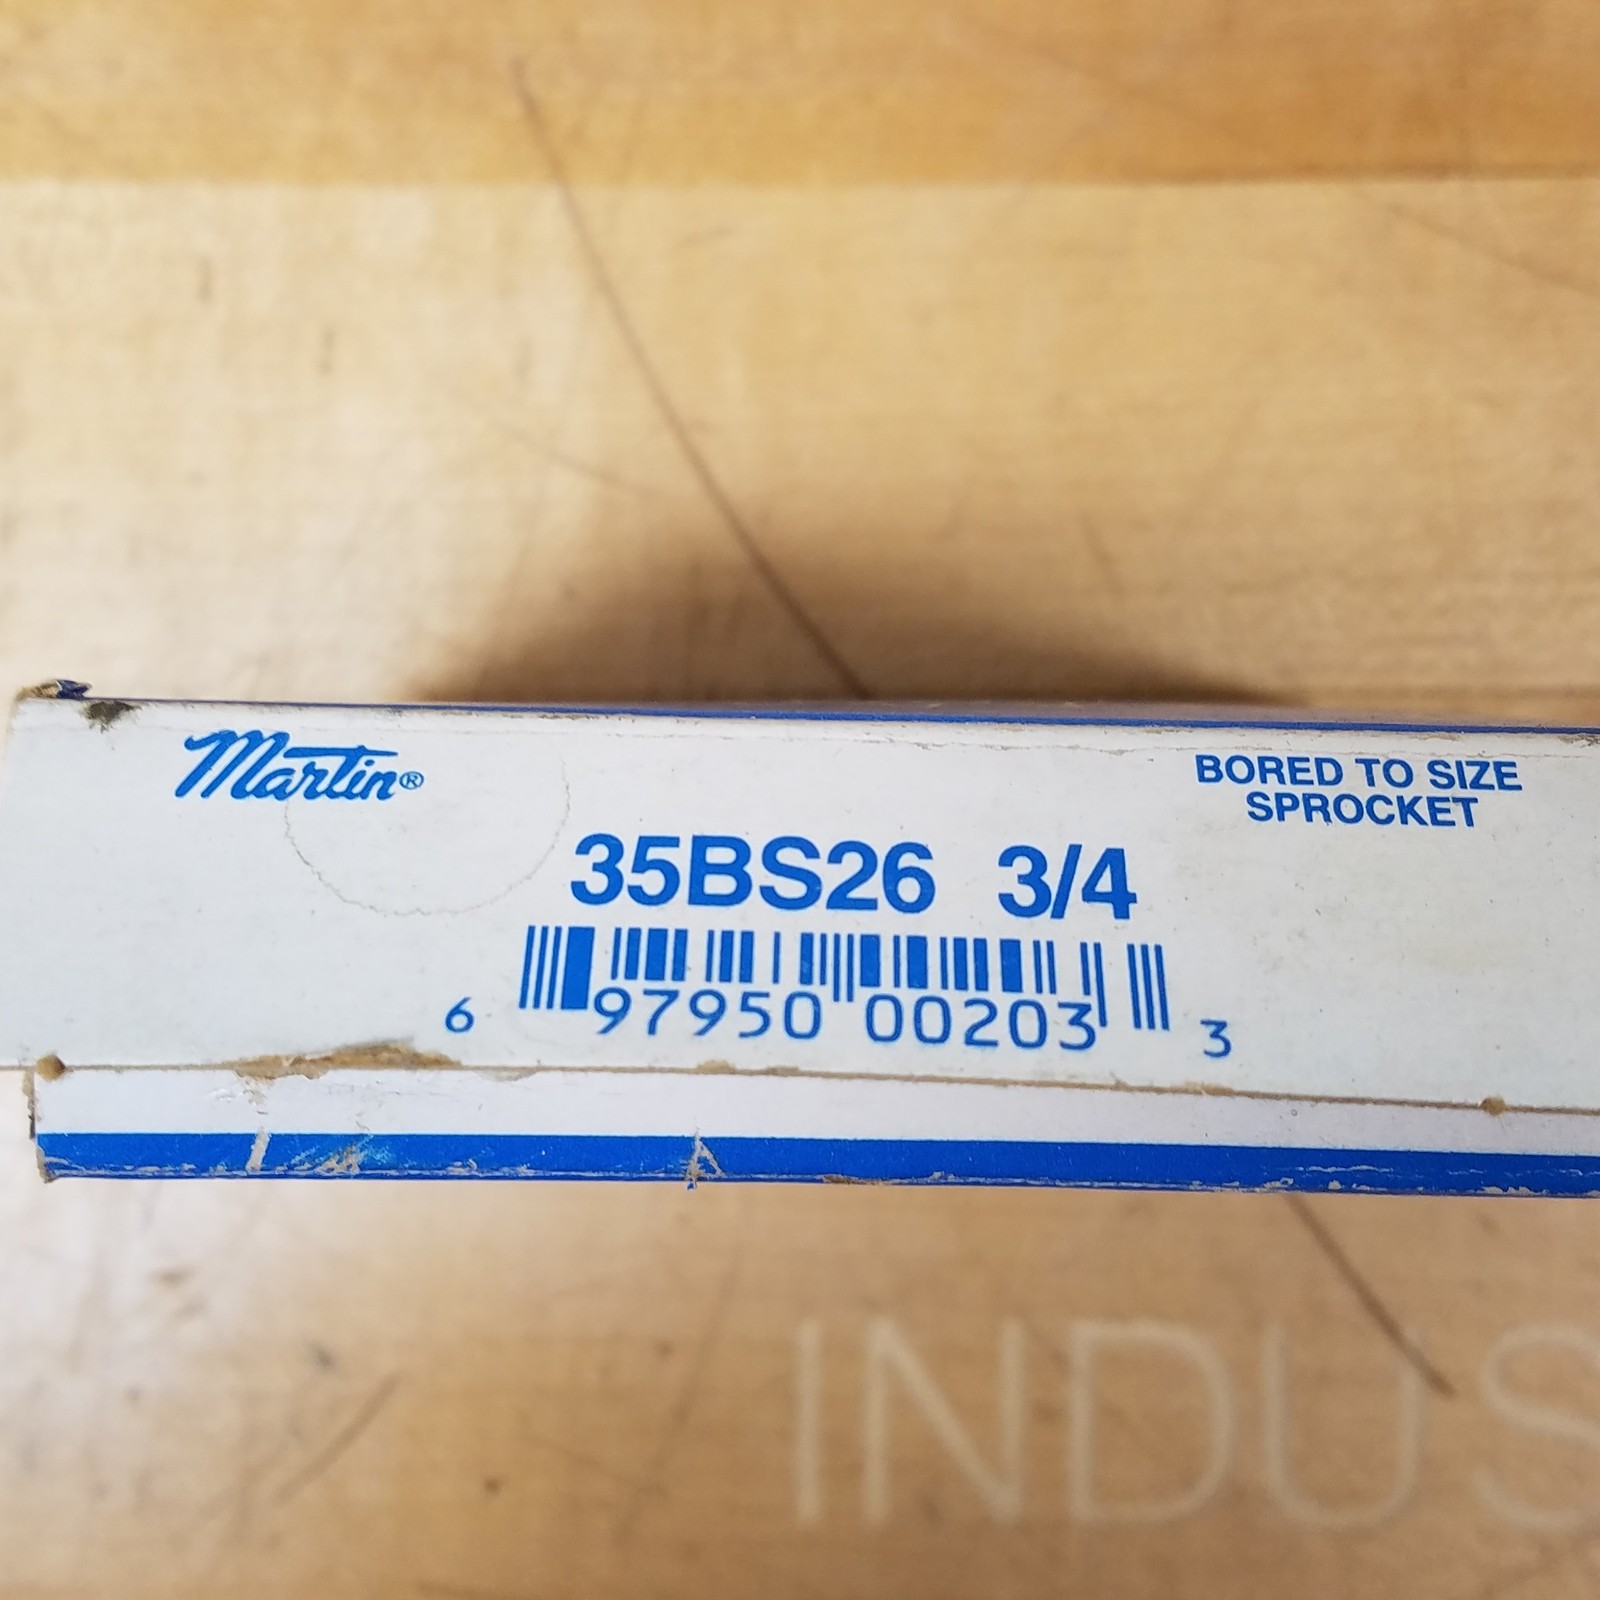 Martin®
BORED TO SIZE
SPROCKET
35BS26 3/4
6 97950 00203 3
INDUS